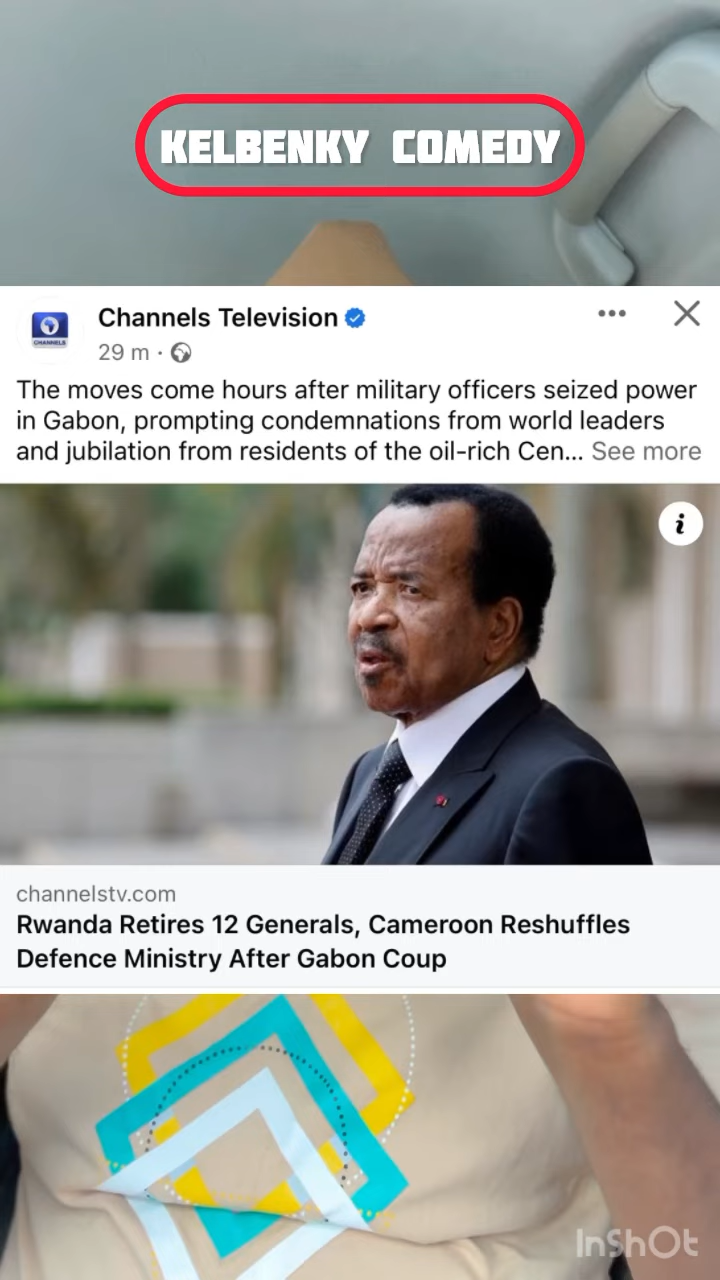 KELBENKY COMEDY
Channels Television
29 m ·
The moves come hours after military officers seized power
in Gabon, prompting condemnations from world leaders
and jubilation from residents of the oil-rich Cen... See more
CHANNELS
i
channelstv.com
Rwanda Retires 12 Generals, Cameroon Reshuffles
Defence Ministry After Gabon Coup
InShOt